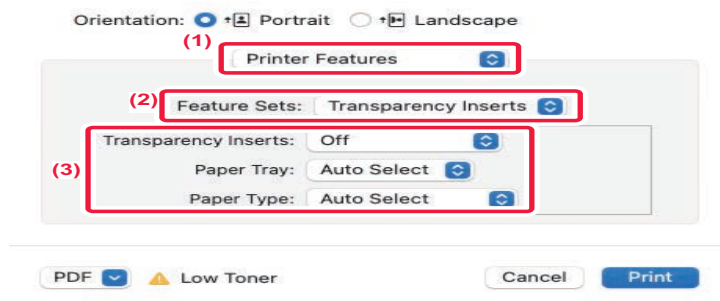 Orientation: Portrait Landscape
(1)
Printer Features
(2) Feature Sets: Transparency Inserts
Transparency Inserts: Off
(3) Paper Tray: Auto Select
Paper Type: Auto Select
PDF Low Toner Cancel Print